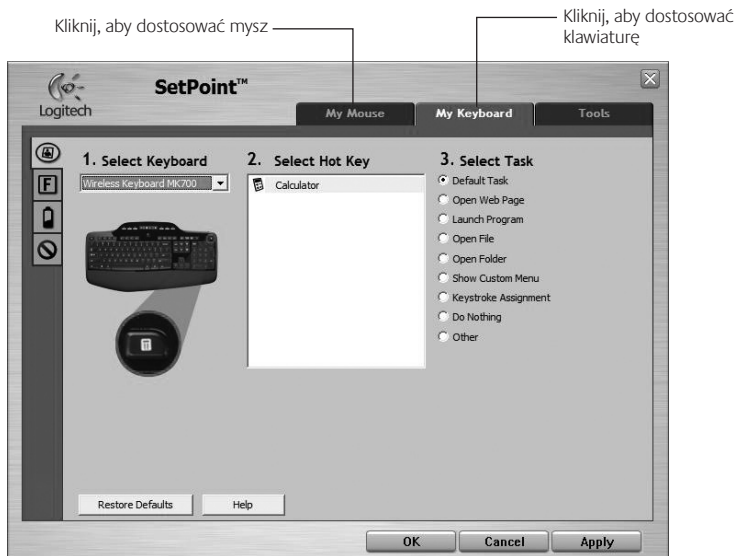 Kliknij, aby dostosować mysz
Kliknij, aby dostosować
klawiaturę
Logitech
SetPoint™
My Mouse
My Keyboard
Tools
1. Select Keyboard
Wireless Keyboard MK700
2. Select Hot Key
Calculator
3. Select Task
Default Task
Open Web Page
Launch Program
Open File
Open Folder
Show Custom Menu
Keystroke Assignment
Do Nothing
Other
F
Restore Defaults
Help
OK
Cancel
Apply